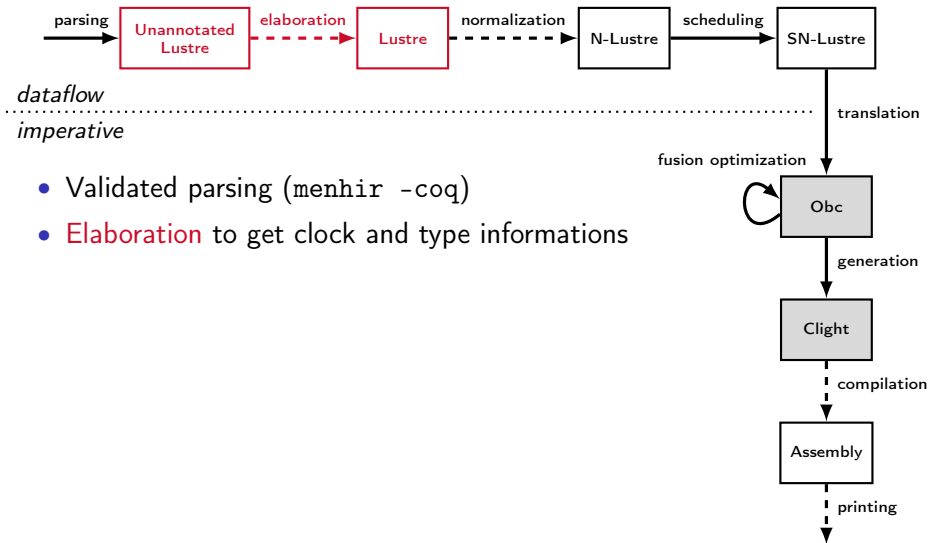 parsing
Unannotated
Lustre
elaboration
Lustre
normalization
N-Lustre
scheduling
SN-Lustre
dataflow
imperative
translation
fusion optimization
• Validated parsing (menhir -coq)
• Elaboration to get clock and type informations
Obc
generation
Clight
compilation
Assembly
printing